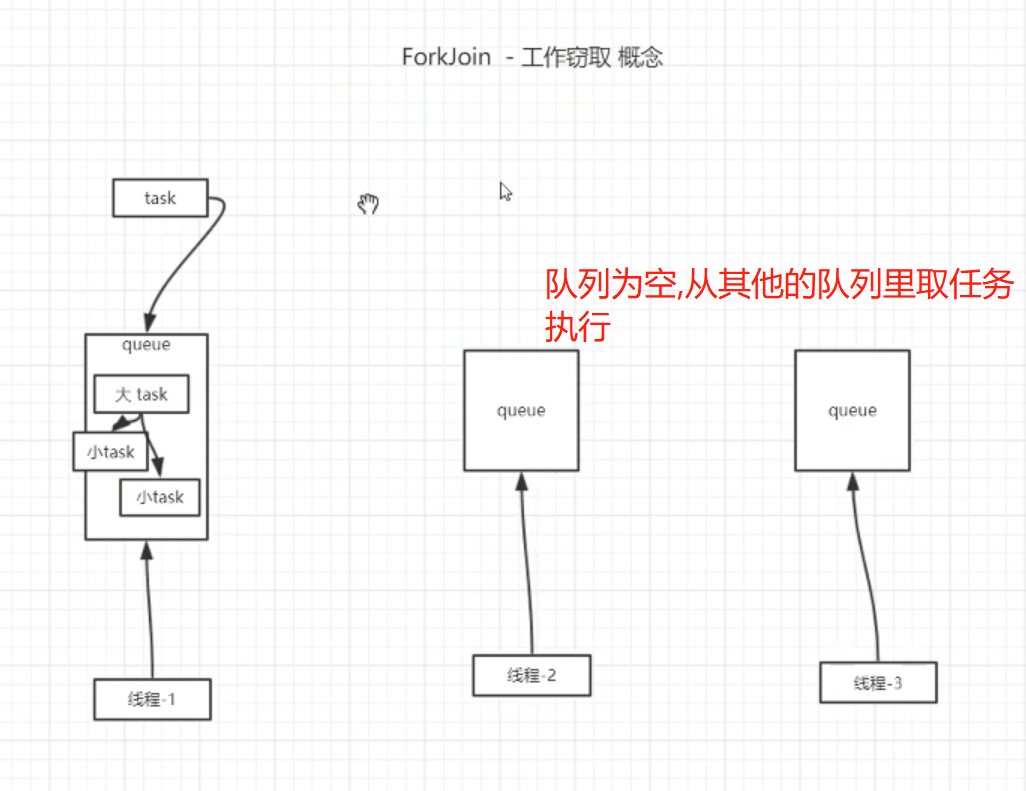 ForkJoin - 工作窃取 概念
task
队列为空,从其他的队列里取任务
执行
queue
大 task
小task
小task
queue
queue
线程-1
线程-2
线程-3